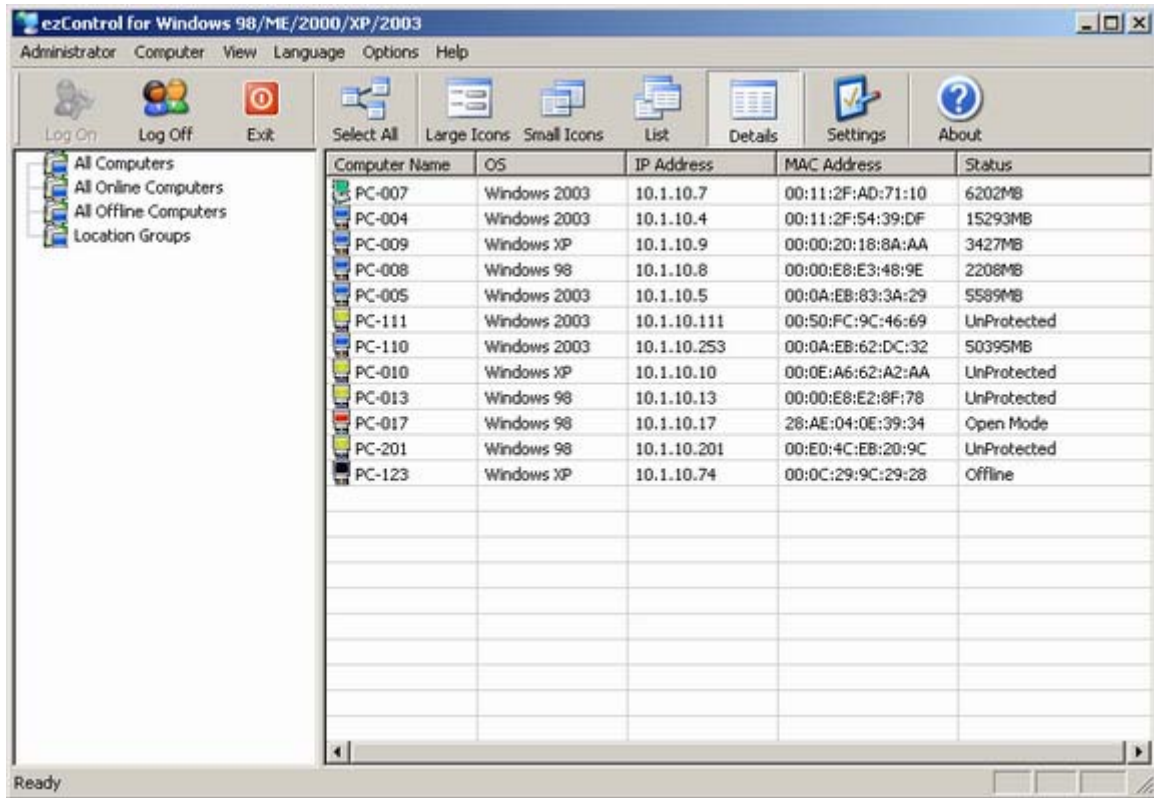 ezControl for Windows 98/ME/2000/XP/2003
Administrator Computer View Language Options Help
Log On Log Off Exit Select All Large Icons Small Icons List Details Settings About
All Computers
All Online Computers
All Offline Computers
Location Groups
Computer Name OS IP Address MAC Address Status
PC-007 Windows 2003 10.1.10.7 00:11:2F:AD:71:10 6202MB
PC-004 Windows 2003 10.1.10.4 00:11:2F:54:39:DF 15293MB
PC-009 Windows XP 10.1.10.9 00:00:20:18:8A:AA 3427MB
PC-008 Windows 98 10.1.10.8 00:00:E8:E3:48:9E 2208MB
PC-005 Windows 2003 10.1.10.5 00:0A:EB:83:3A:29 5589MB
PC-111 Windows 2003 10.1.10.111 00:50:FC:9C:46:69 UnProtected
PC-110 Windows 2003 10.1.10.253 00:0A:EB:62:DC:32 50395MB
PC-010 Windows XP 10.1.10.10 00:0E:A6:62:A2:AA UnProtected
PC-013 Windows 98 10.1.10.13 00:00:E8:E2:8F:78 UnProtected
PC-017 Windows 98 10.1.10.17 28:AE:04:0E:39:34 Open Mode
PC-201 Windows 98 10.1.10.201 00:E0:4C:EB:20:9C UnProtected
PC-123 Windows XP 10.1.10.74 00:0C:29:9C:29:28 Offline
Ready